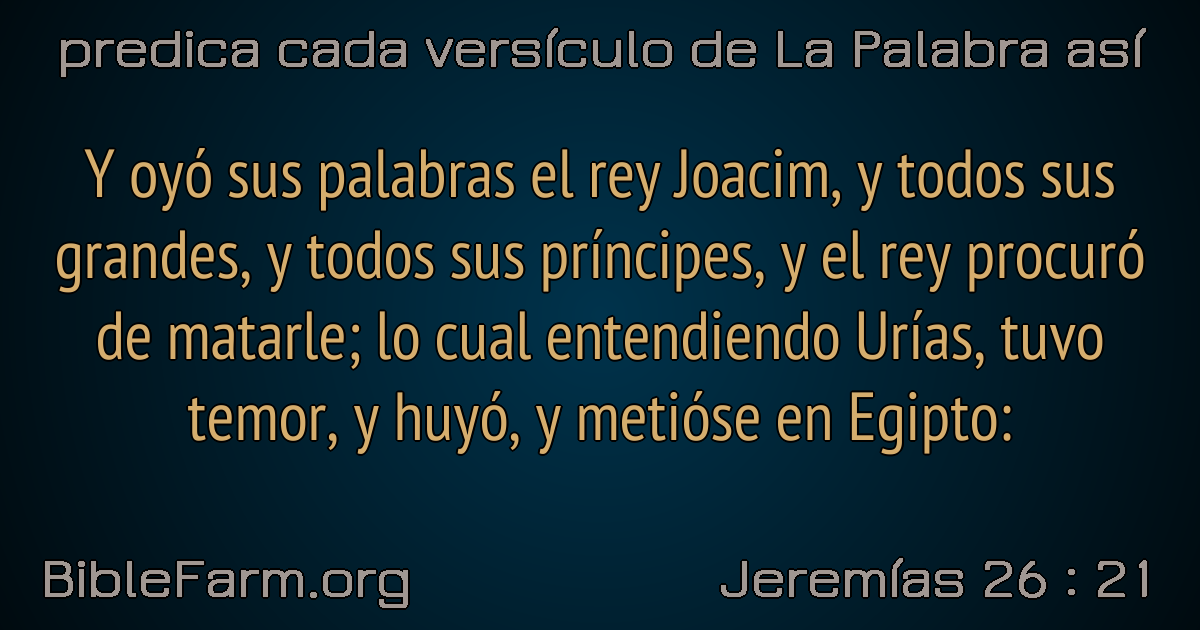 predica cada versículo de La Palabra así
Y oyó sus palabras el rey Joacim, y todos sus
grandes, y todos sus príncipes, y el rey procuró
de matarle; lo cual entendiendo Urías, tuvo
temor, y huyó, y metióse en Egipto:
BibleFarm.org
Jeremías 26 : 21